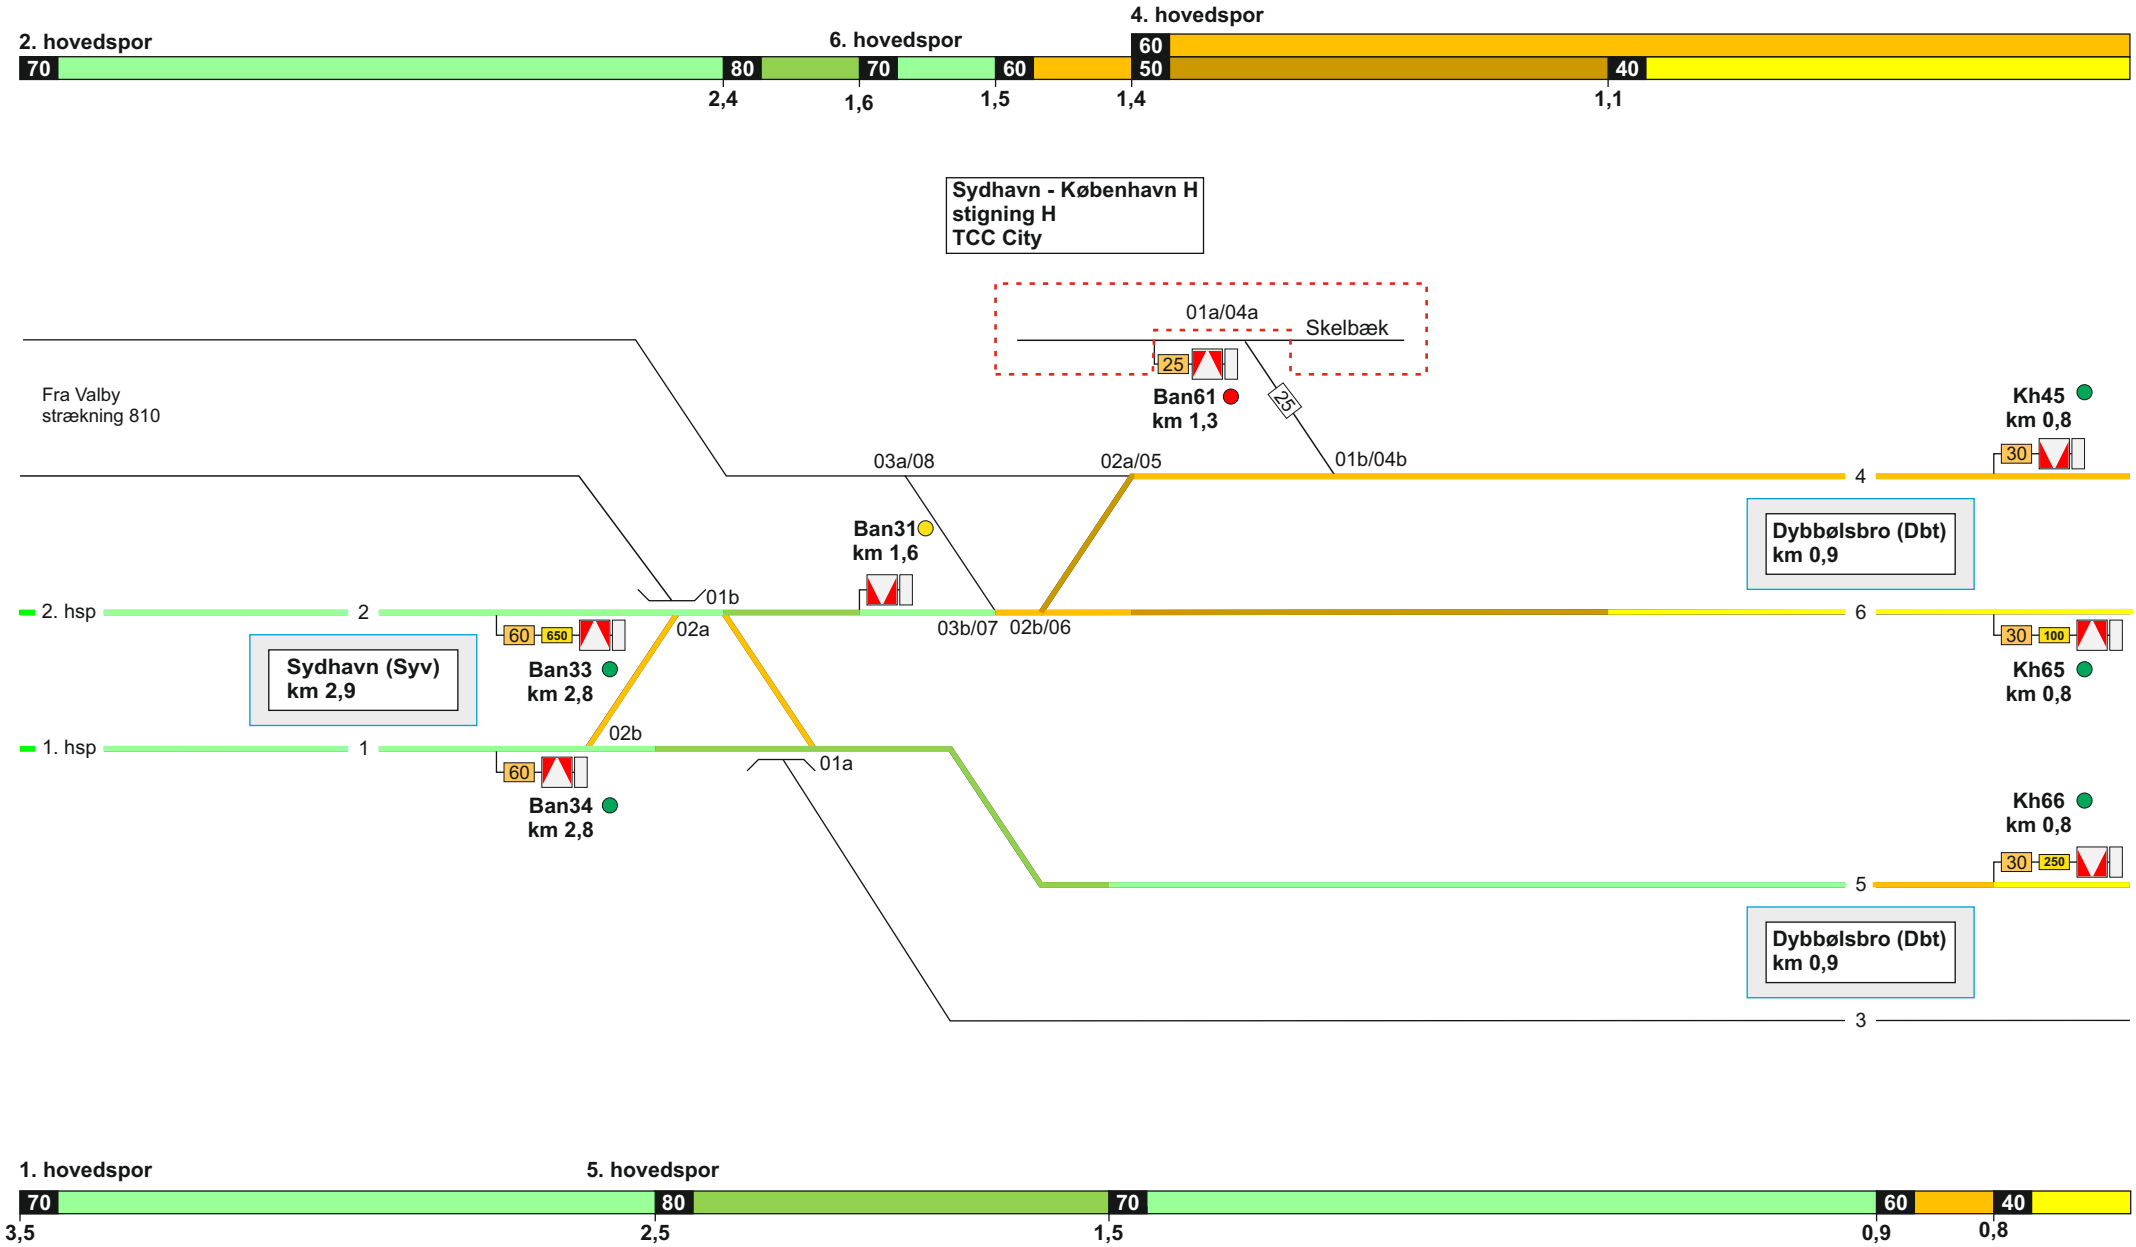 4. hovedspor
2. hovedspor
6. hovedspor
60
70
80
70
60
50
40
2,4
1,6
1,5
1,4
1,1
Sydhavn - København H
stigning H
TCC City
01a/04a
Skelbæk
25
Ban61
km 1,3
25
Fra Valby
strækning 810
Kh45
km 0,8
30
03a/08
02a/05
01b/04b
4
Ban31
km 1,6
Dybbølsbro (Dbt)
km 0,9
2. hsp
2
01b
02a
03b/07
02b/06
6
60
650
30
100
Sydhavn (Syv)
km 2,9
Ban33
km 2,8
Kh65
km 0,8
02b
1. hsp
1
01a
60
Ban34
km 2,8
Kh66
km 0,8
30
250
5
Dybbølsbro (Dbt)
km 0,9
3
1. hovedspor
5. hovedspor
70
80
70
60
40
3,5
2,5
1,5
0,9
0,8